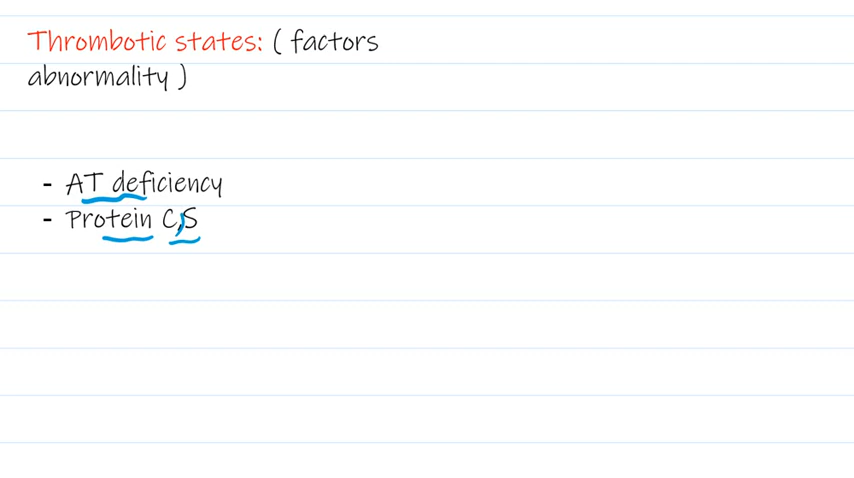 Thrombotic states: ( factors
abnormality )
- AT deficiency
- Protein C,S